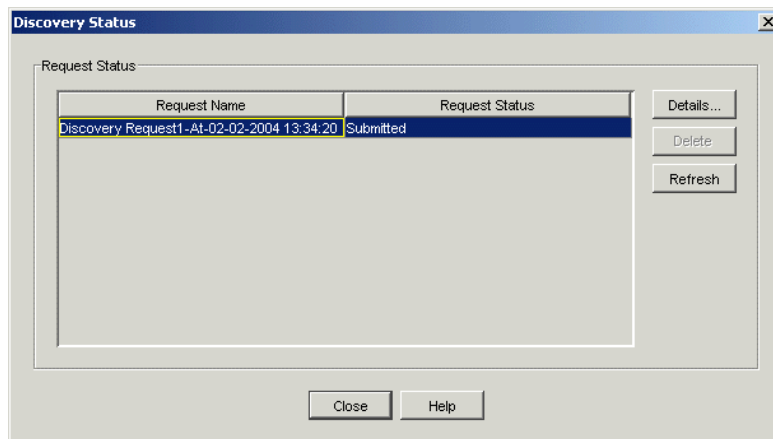 Discovery Status
Request Status
Request Name Request Status Details...
Discovery Request1-At-02-02-2004 13:34:20 Submitted
Delete
Refresh
Close Help